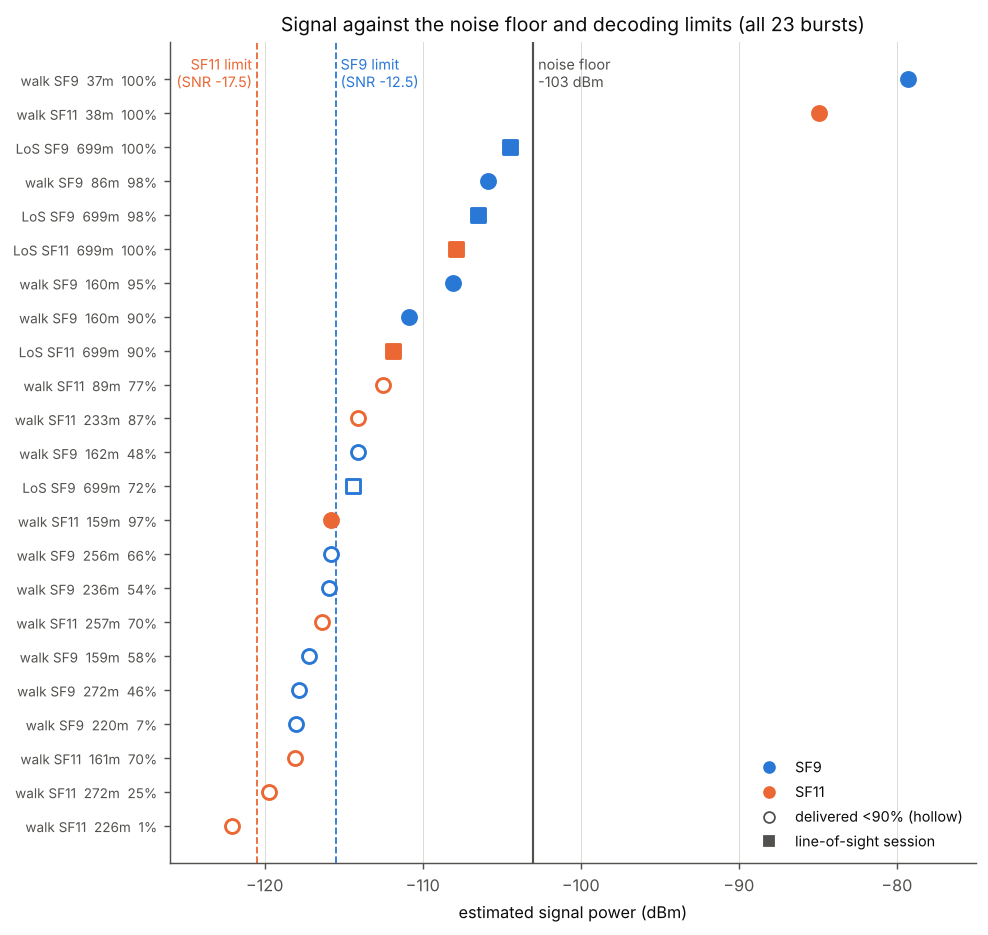 Signal against the noise floor and decoding limits (all 23 bursts)
SF11 limit
(SNR -17.5)
SF9 limit
(SNR -12.5)
noise floor
-103 dBm
walk SF9 37m 100%
walk SF11 38m 100%
LoS SF9 699m 100%
walk SF9 86m 98%
LoS SF9 699m 98%
LoS SF11 699m 100%
walk SF9 160m 95%
walk SF9 160m 90%
LoS SF11 699m 90%
walk SF11 89m 77%
walk SF11 233m 87%
walk SF9 162m 48%
LoS SF9 699m 72%
walk SF11 159m 97%
walk SF9 256m 66%
walk SF9 236m 54%
walk SF11 257m 70%
walk SF9 159m 58%
walk SF9 272m 46%
walk SF9 220m 7%
walk SF11 161m 70%
walk SF11 272m 25%
walk SF11 226m 1%
SF9
SF11
delivered <90% (hollow)
line-of-sight session
−120 −110 −100 −90 −80
estimated signal power (dBm)